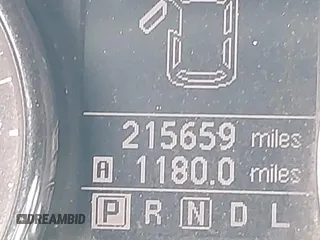 215659 miles
A 1180.0 miles
P R N D L
DREAMBID